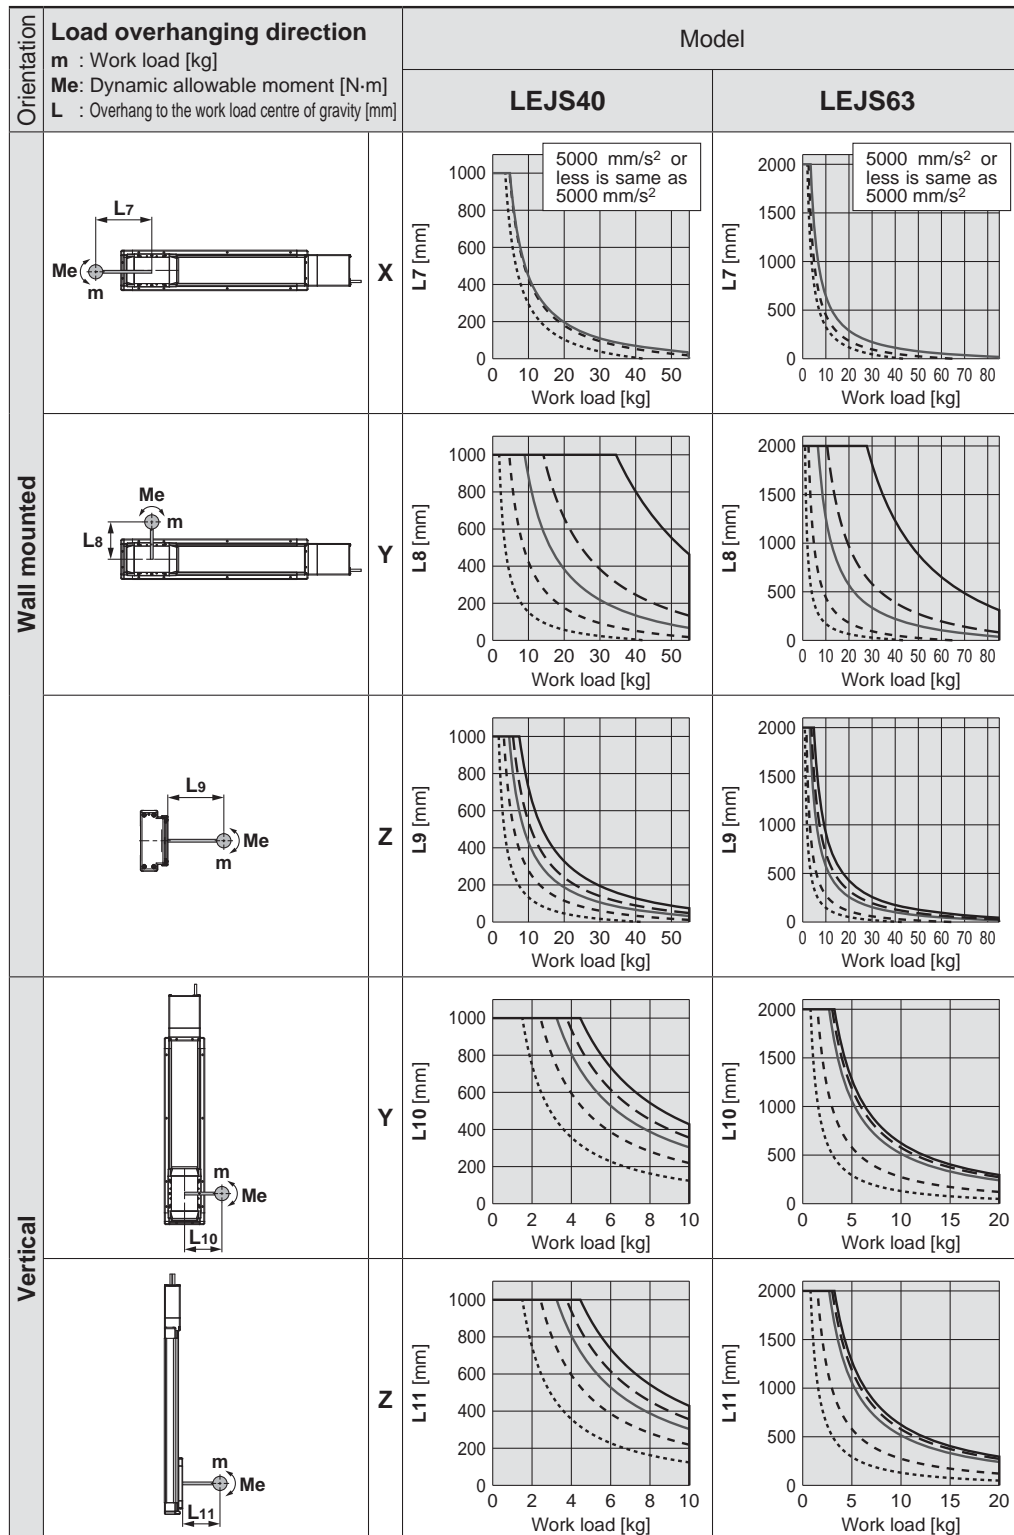 Orientation
Load overhanging direction
m : Work load [kg]
Me: Dynamic allowable moment [N·m]
L : Overhang to the work load centre of gravity [mm]
Model
LEJS40
LEJS63
Wall mounted
L7
Me
m
X
L7 [mm]
1000
800
600
400
200
0
5000 mm/s² or
less is same as
5000 mm/s²
0 10 20 30 40 50
Work load [kg]
L7 [mm]
2000
1500
1000
500
0
5000 mm/s² or
less is same as
5000 mm/s²
0 10 20 30 40 50 60 70 80
Work load [kg]
Me
m
L8
Y
L8 [mm]
1000
800
600
400
200
0
0 10 20 30 40 50
Work load [kg]
L8 [mm]
2000
1500
1000
500
0
0 10 20 30 40 50 60 70 80
Work load [kg]
L9
Me
m
Z
L9 [mm]
1000
800
600
400
200
0
0 10 20 30 40 50
Work load [kg]
L9 [mm]
2000
1500
1000
500
0
0 10 20 30 40 50 60 70 80
Work load [kg]
Vertical
m
Me
L10
Y
L10 [mm]
1000
800
600
400
200
0
0 2 4 6 8 10
Work load [kg]
L10 [mm]
2000
1500
1000
500
0
0 5 10 15 20
Work load [kg]
m
Me
L11
Z
L11 [mm]
1000
800
600
400
200
0
0 2 4 6 8 10
Work load [kg]
L11 [mm]
2000
1500
1000
500
0
0 5 10 15 20
Work load [kg]